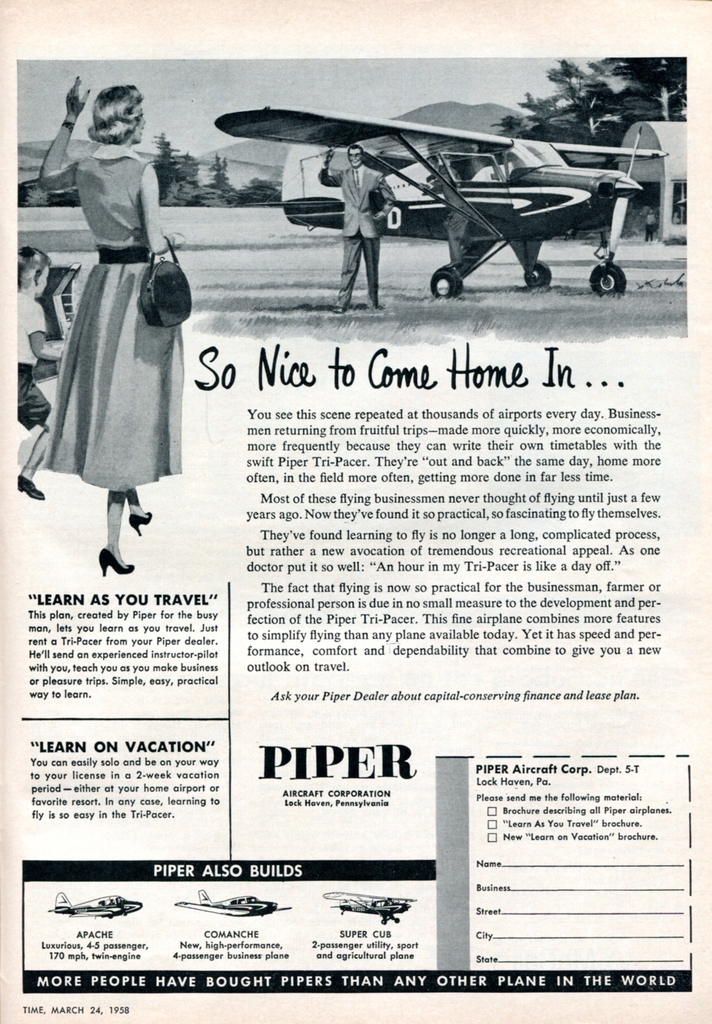 So Nice to Come Home In...
You see this scene repeated at thousands of airports every day. Business-
men returning from fruitful trips—made more quickly, more economically,
more frequently because they can write their own timetables with the
swift Piper Tri-Pacer. They're "out and back" the same day, home more
often, in the field more often, getting more done in far less time.
Most of these flying businessmen never thought of flying until just a few
years ago. Now they've found it so practical, so fascinating to fly themselves.
They've found learning to fly is no longer a long, complicated process,
but rather a new avocation of tremendous recreational appeal. As one
doctor put it so well: "An hour in my Tri-Pacer is like a day off."
The fact that flying is now so practical for the businessman, farmer or
professional person is due in no small measure to the development and per-
fection of the Piper Tri-Pacer. This fine airplane combines more features
to simplify flying than any plane available today. Yet it has speed and per-
formance, comfort and dependability that combine to give you a new
outlook on travel.
Ask your Piper Dealer about capital-conserving finance and lease plan.
"LEARN AS YOU TRAVEL"
This plan, created by Piper for the busy
man, lets you learn as you travel. Just
rent a Tri-Pacer from your Piper dealer.
He'll send an experienced instructor-pilot
with you, teach you as you make business
or pleasure trips. Simple, easy, practical
way to learn.
"LEARN ON VACATION"
You can easily solo and be on your way
to your license in a 2-week vacation
period—either at your home airport or
favorite resort. In any case, learning to
fly is so easy in the Tri-Pacer.
PIPER
AIRCRAFT CORPORATION
Lock Haven, Pennsylvania
PIPER Aircraft Corp. Dept. 5-T
Lock Haven, Pa.
Please send me the following material:
Brochure describing all Piper airplanes.
"Learn As You Travel" brochure.
New "Learn on Vacation" brochure.
Name
Business
Street
City
State
PIPER ALSO BUILDS
APACHE
Luxurious, 4-5 passenger,
170 mph, twin-engine
COMANCHE
New, high-performance,
4-passenger business plane
SUPER CUB
2-passenger utility, sport
and agricultural plane
MORE PEOPLE HAVE BOUGHT PIPERS THAN ANY OTHER PLANE IN THE WORLD
TIME, MARCH 24, 1958